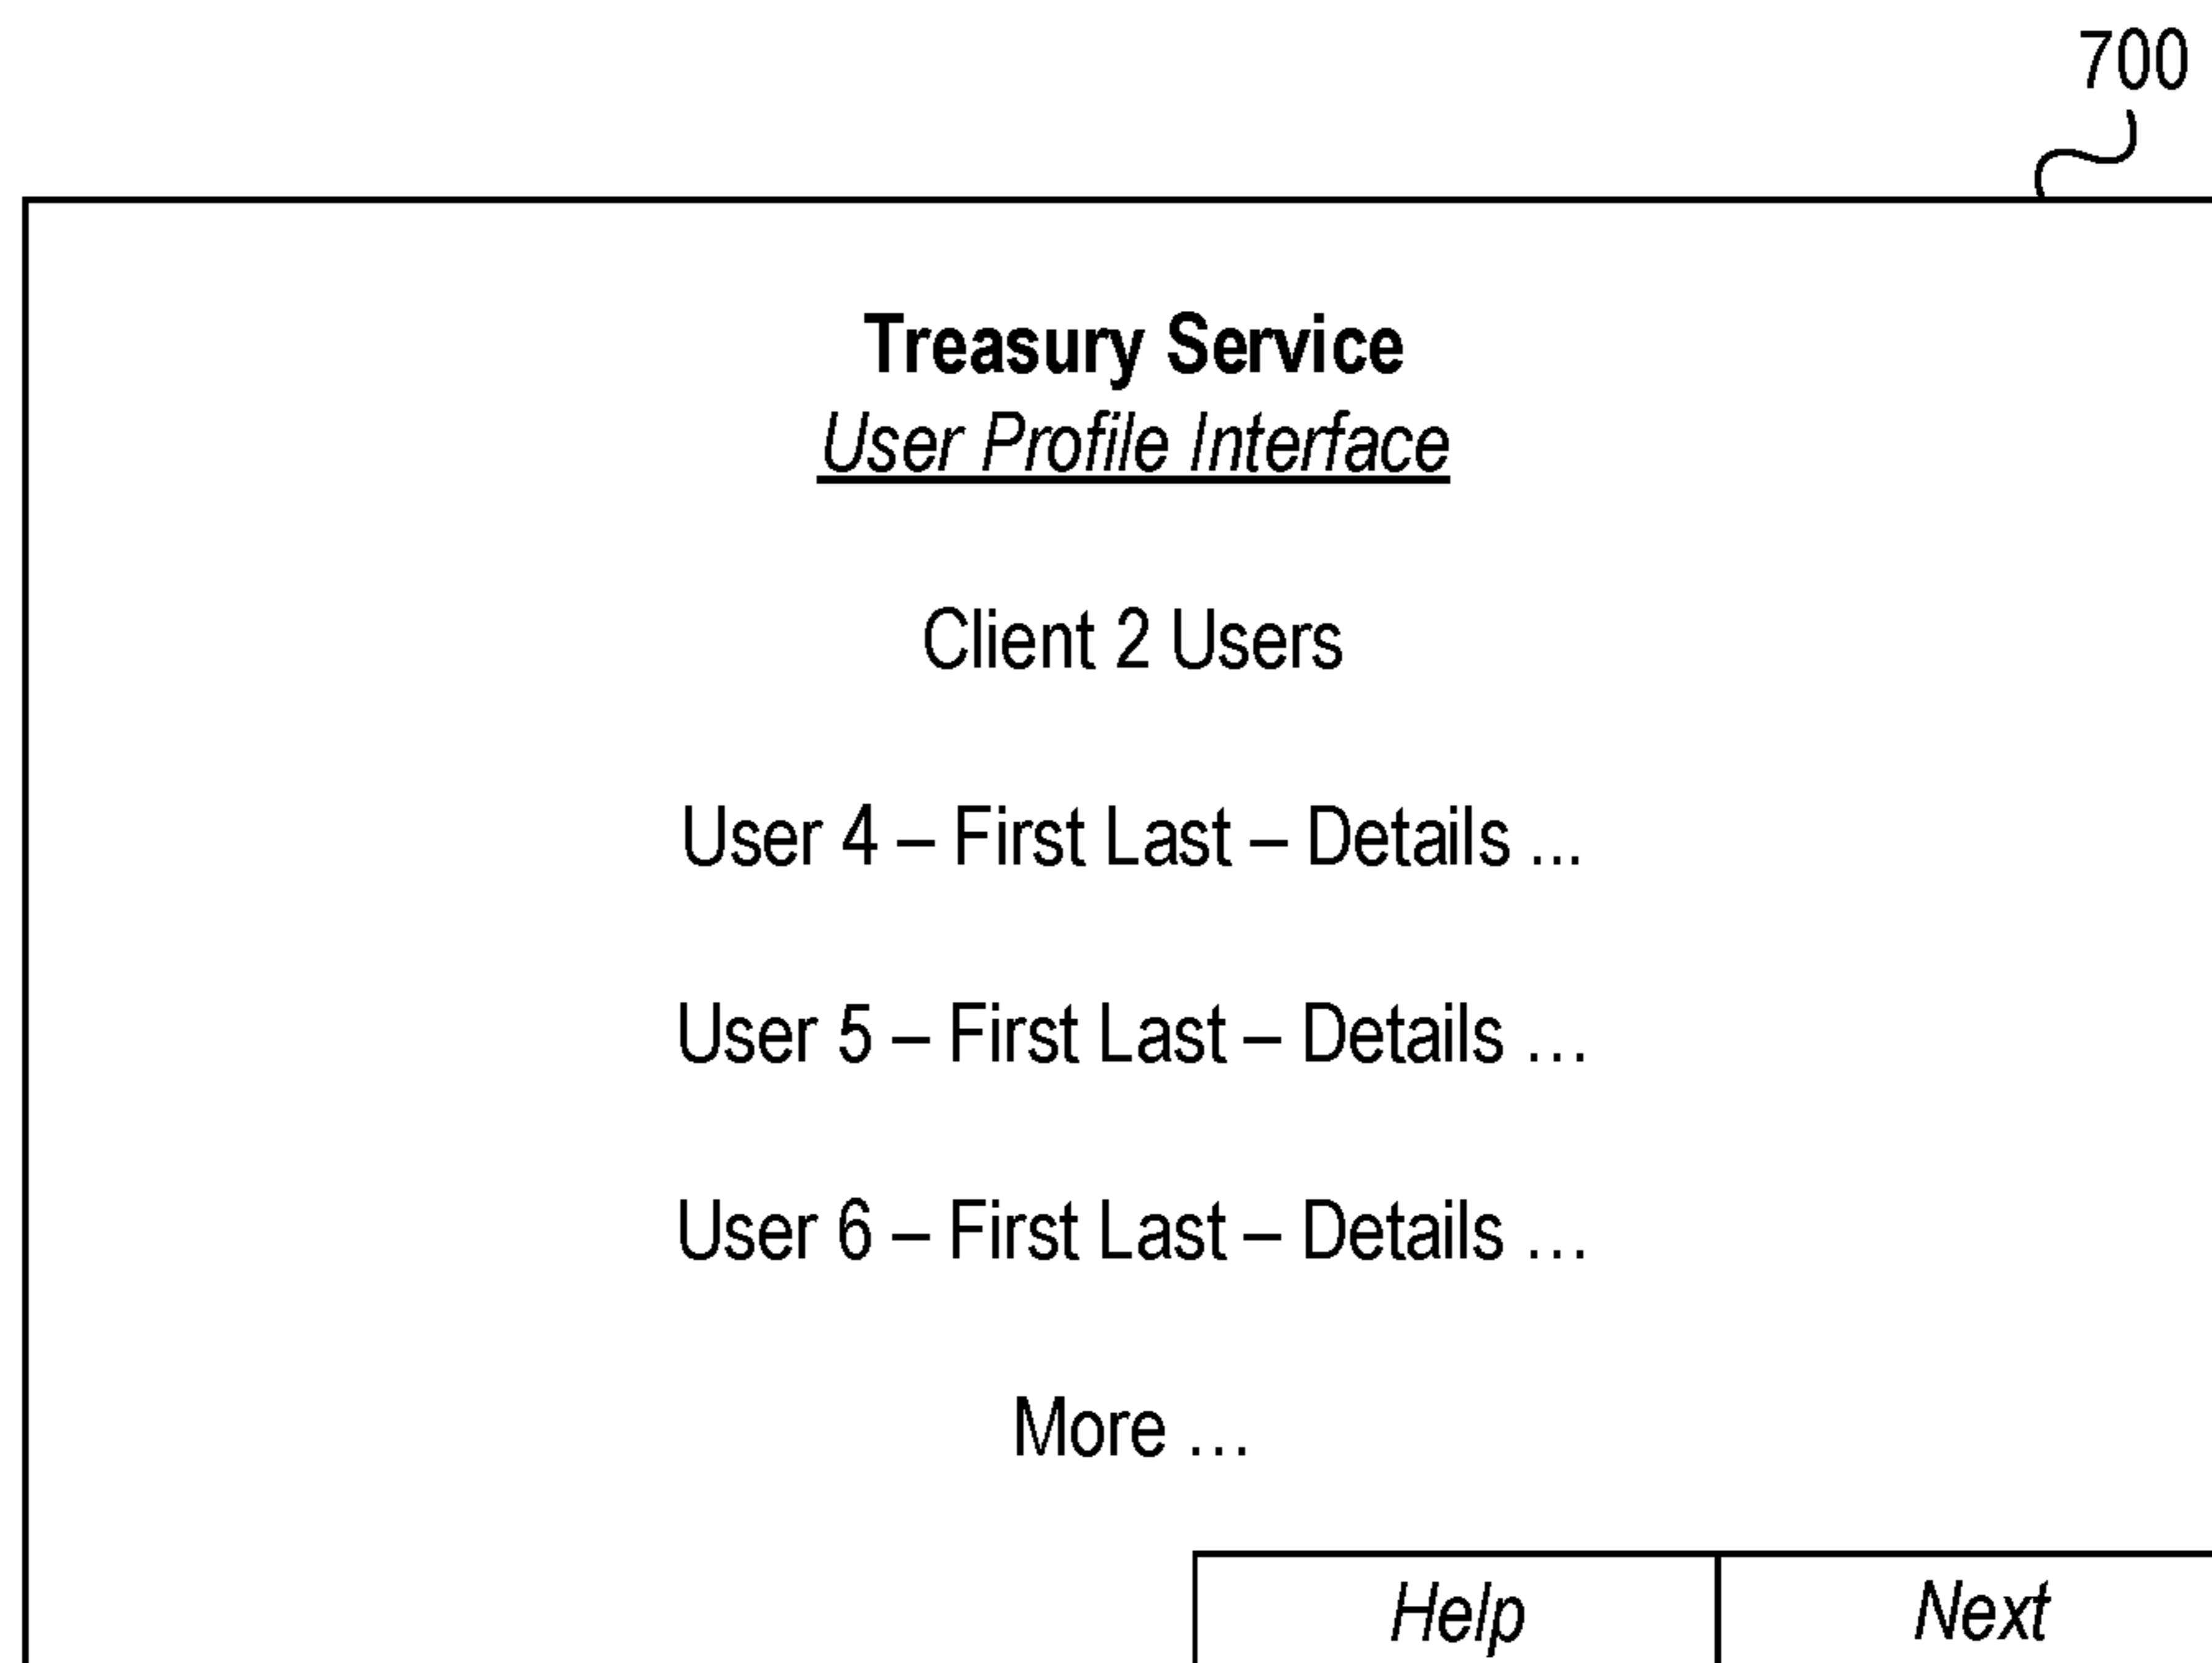 700
Treasury Service
User Profile Interface
Client 2 Users
User 4 – First Last – Details ...
User 5 – First Last – Details …
User 6 – First Last – Details …
More …
Help
Next